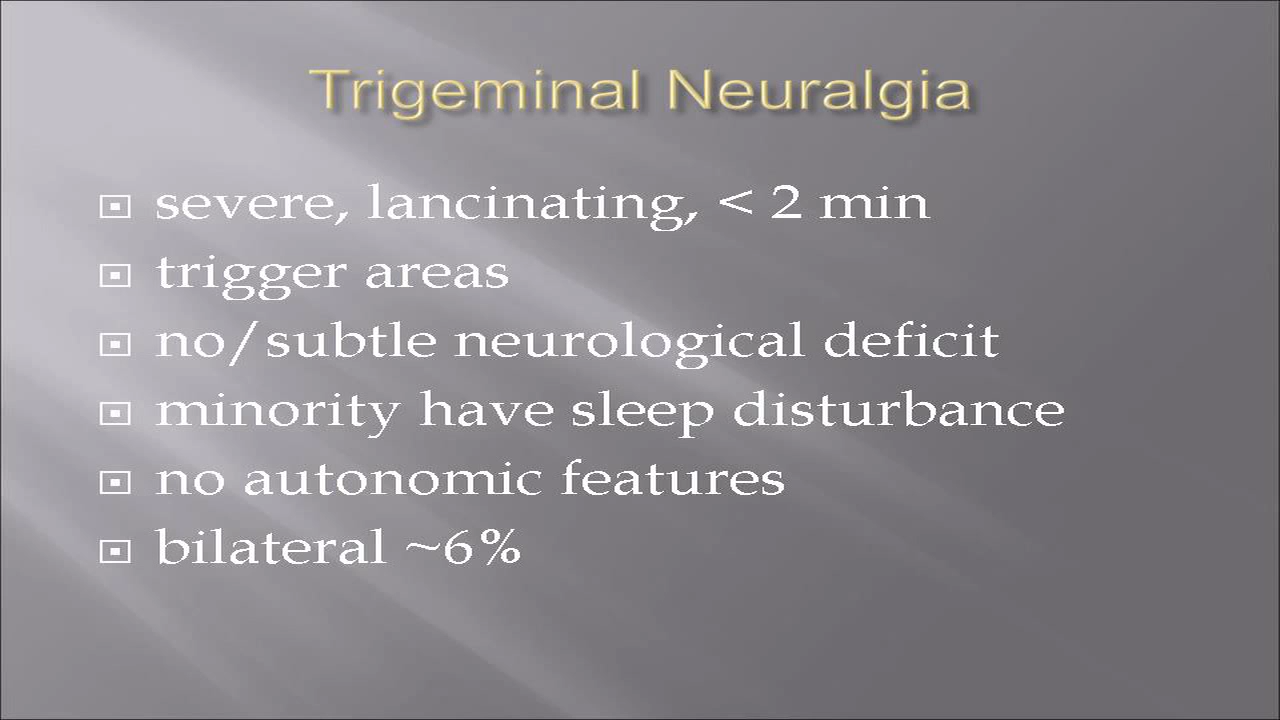 Trigeminal Neuralgia
severe, lancinating, < 2 min
trigger areas
no/subtle neurological deficit
minority have sleep disturbance
no autonomic features
bilateral ~6%